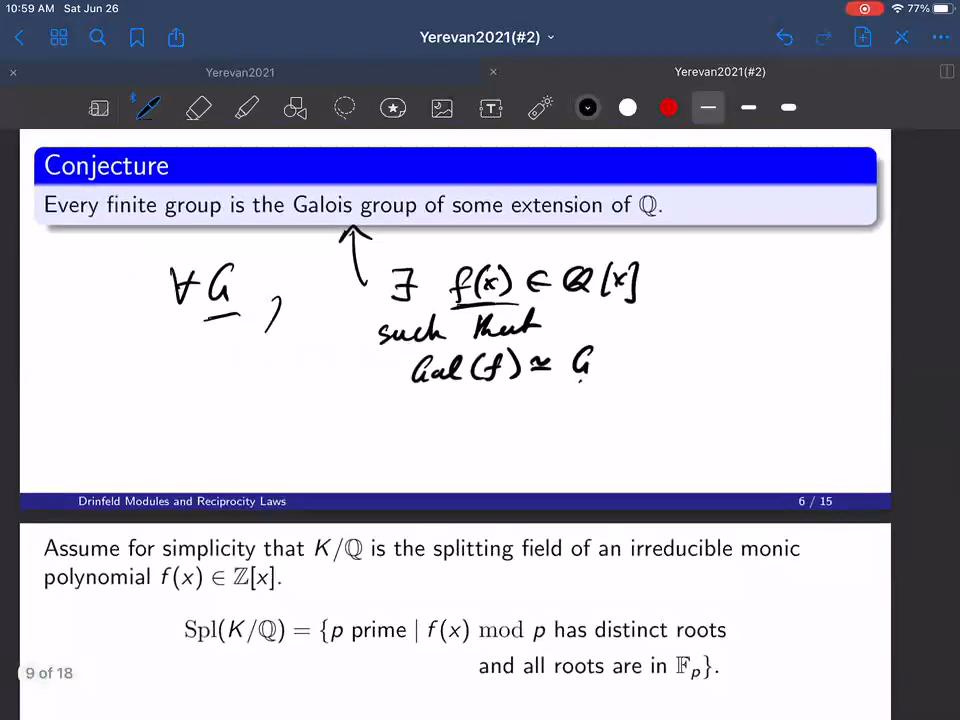 10:59 AM Sat Jun 26
77%
Yerevan2021(#2)
Yerevan2021
Yerevan2021(#2)
T
Conjecture
Every finite group is the Galois group of some extension of ℚ.
∀ G , ∃ f(x) ∈ ℚ[x]
such that
Gal(f) ≃ G
Drinfeld Modules and Reciprocity Laws 6 / 15
Assume for simplicity that K/ℚ is the splitting field of an irreducible monic
polynomial f(x) ∈ ℤ[x].
Spl(K/ℚ) = {p prime | f(x) mod p has distinct roots
and all roots are in 𝔽ₚ}.
9 of 18